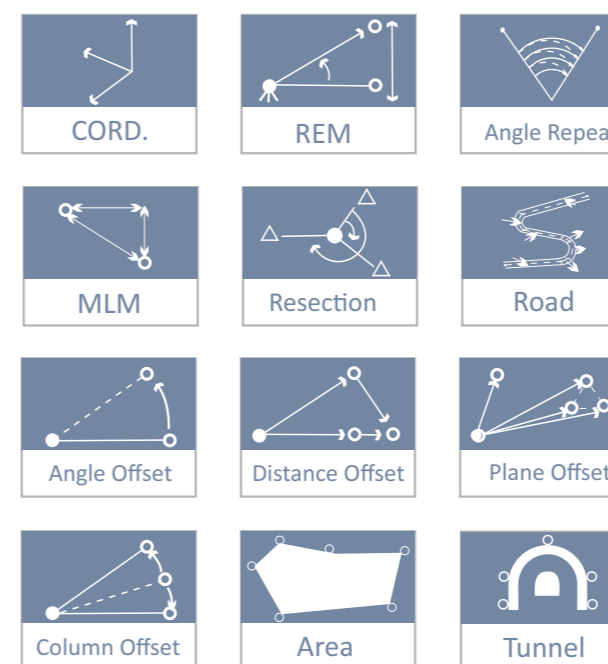 CORD.
REM
Angle Repea
MLM
Resection
Road
Angle Offset
Distance Offset
Plane Offset
Column Offset
Area
Tunnel